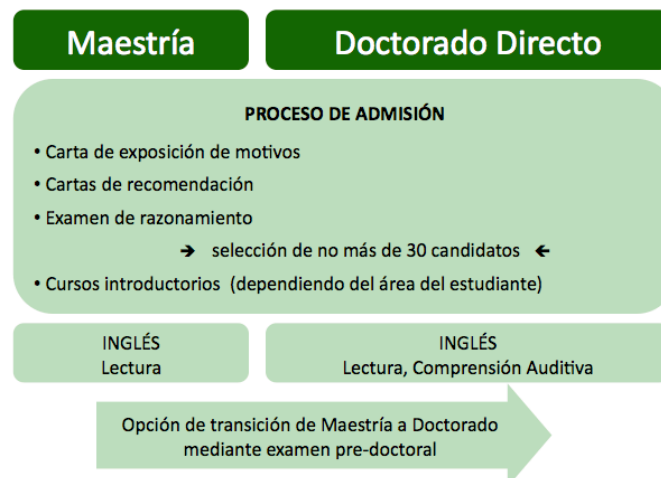 Maestría
Doctorado Directo
PROCESO DE ADMISIÓN
• Carta de exposición de motivos
• Cartas de recomendación
• Examen de razonamiento
➔ selección de no más de 30 candidatos ←
• Cursos introductorios (dependiendo del área del estudiante)
INGLÉS
Lectura
INGLÉS
Lectura, Comprensión Auditiva
Opción de transición de Maestría a Doctorado
mediante examen pre-doctoral